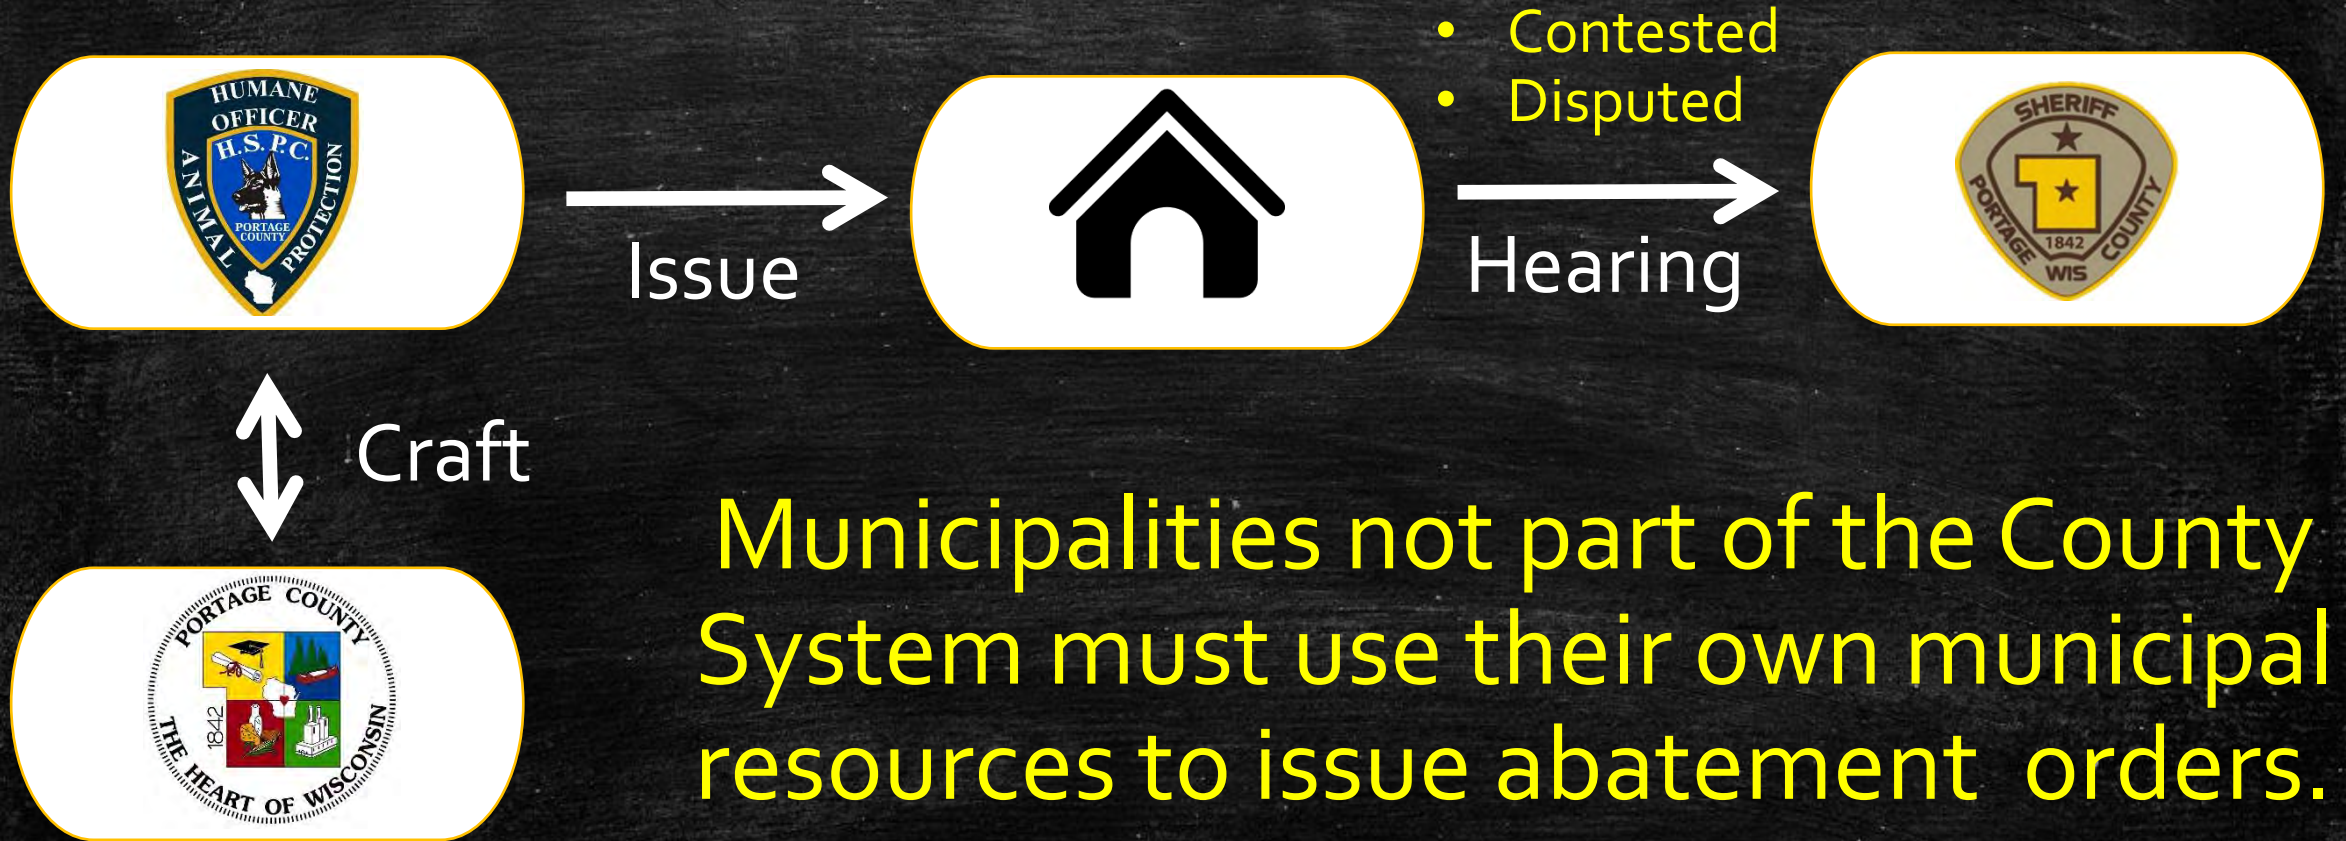 HUMANE
OFFICER
H.S.P.C.
ANIMAL
PROTECTION
PORTAGE
COUNTY
Issue
• Contested
• Disputed
Hearing
SHERIFF
PORTAGE
COUNTY
1842
WIS
Craft
PORTAGE COUNTY
1842
THE HEART OF WISCONSIN
Municipalities not part of the County
System must use their own municipal
resources to issue abatement  orders.